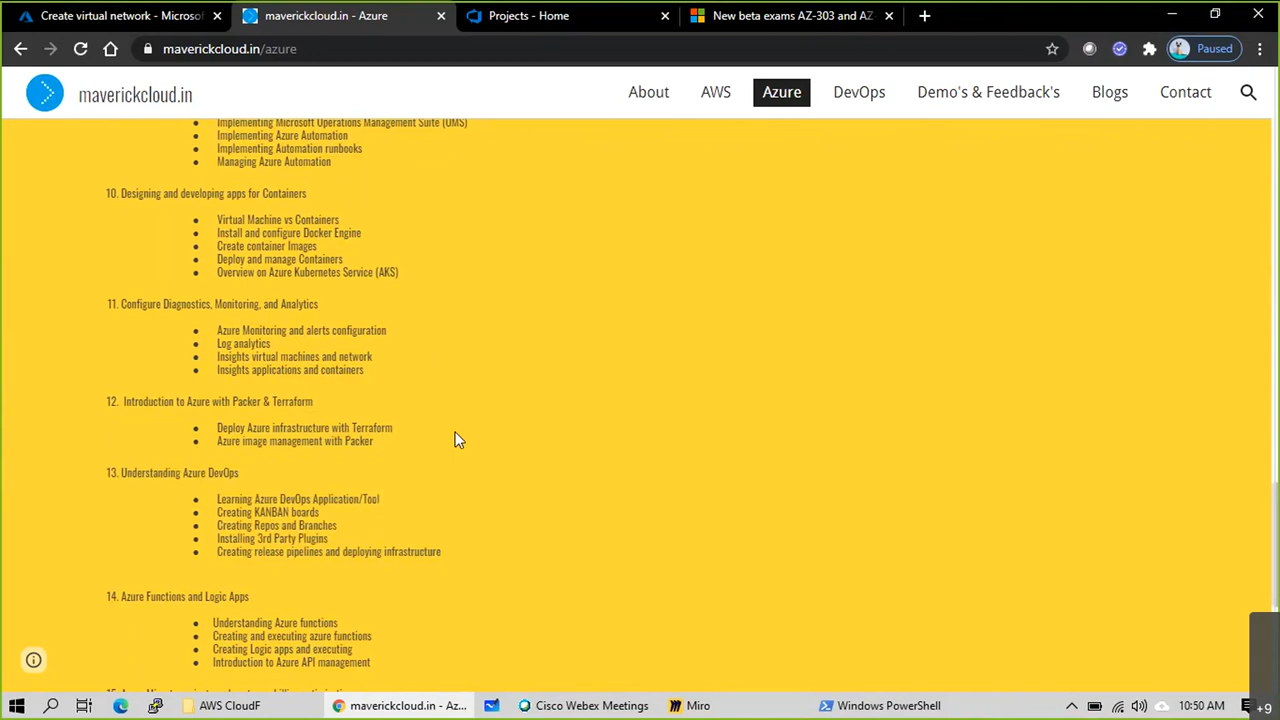 Create virtual network - Microso
maverickcloud.in - Azure
Projects - Home
New beta exams AZ-303 and AZ
maverickcloud.in/azure
Paused
maverickcloud.in
About
AWS
Azure
DevOps
Demo's & Feedback's
Blogs
Contact
Implementing Microsoft Operations Management Suite (OMS)
Implementing Azure Automation
Implementing Automation runbooks
Managing Azure Automation
10. Designing and developing apps for Containers
Virtual Machine vs Containers
Install and configure Docker Engine
Create container Images
Deploy and manage Containers
Overview on Azure Kubernetes Service (AKS)
11. Configure Diagnostics, Monitoring, and Analytics
Azure Monitoring and alerts configuration
Log analytics
Insights virtual machines and network
Insights applications and containers
12. Introduction to Azure with Packer & Terraform
Deploy Azure infrastructure with Terraform
Azure image management with Packer
13. Understanding Azure DevOps
Learning Azure DevOps Application/Tool
Creating KANBAN boards
Creating Repos and Branches
Installing 3rd Party Plugins
Creating release pipelines and deploying infrastructure
14. Azure Functions and Logic Apps
Understanding Azure functions
Creating and executing azure functions
Creating Logic apps and executing
Introduction to Azure API management
AWS CloudF
maverickcloud.in - Az...
Cisco Webex Meetings
Miro
Windows PowerShell
10:50 AM
+9